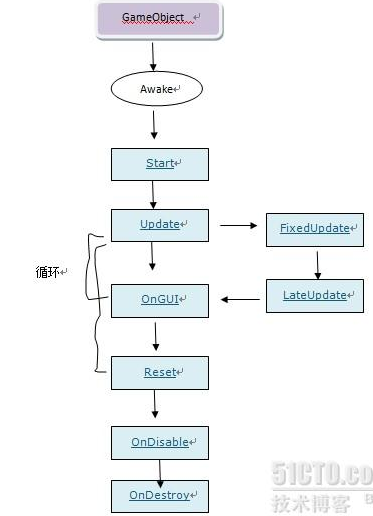 GameObject
Awake
Start
Update
FixedUpdate
循环
OnGUI
LateUpdate
Reset
OnDisable
OnDestroy
51CTO.co
技术博客 B